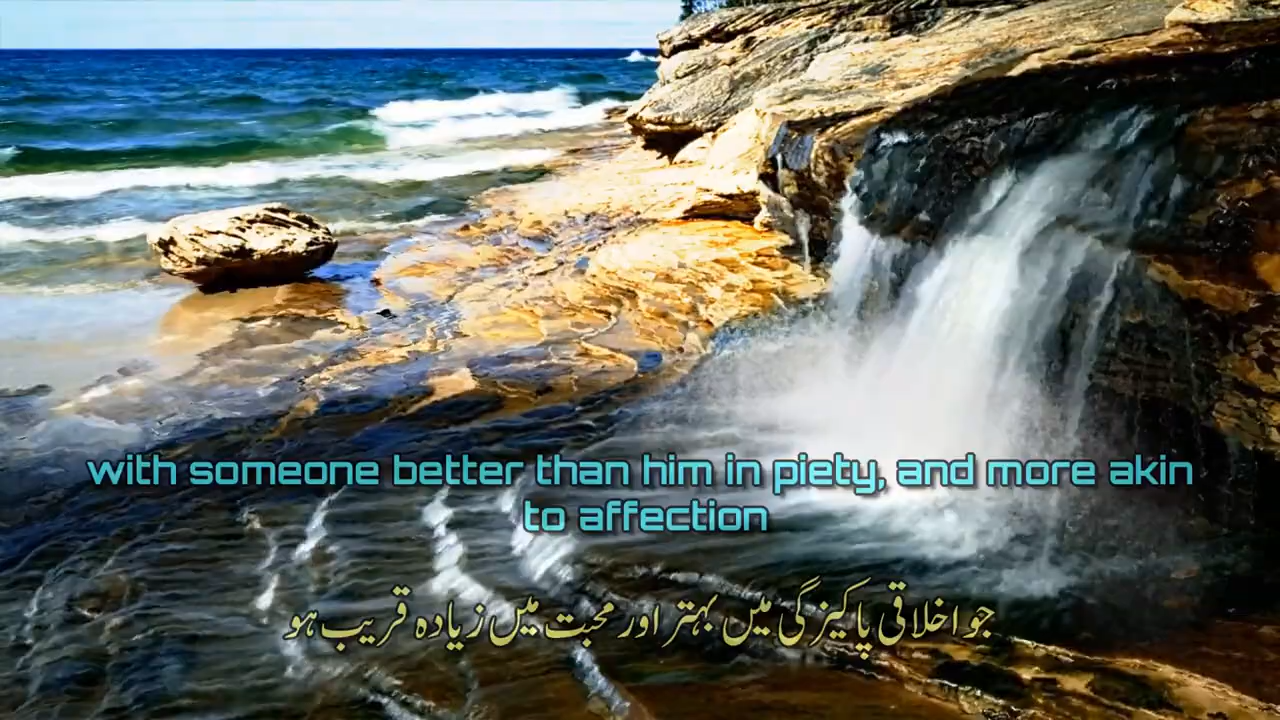 with someone better than him in piety, and more akin
to affection
جو اخلاقی پاکیزگی میں بہتر اور محبت میں زیادہ قریب ہو